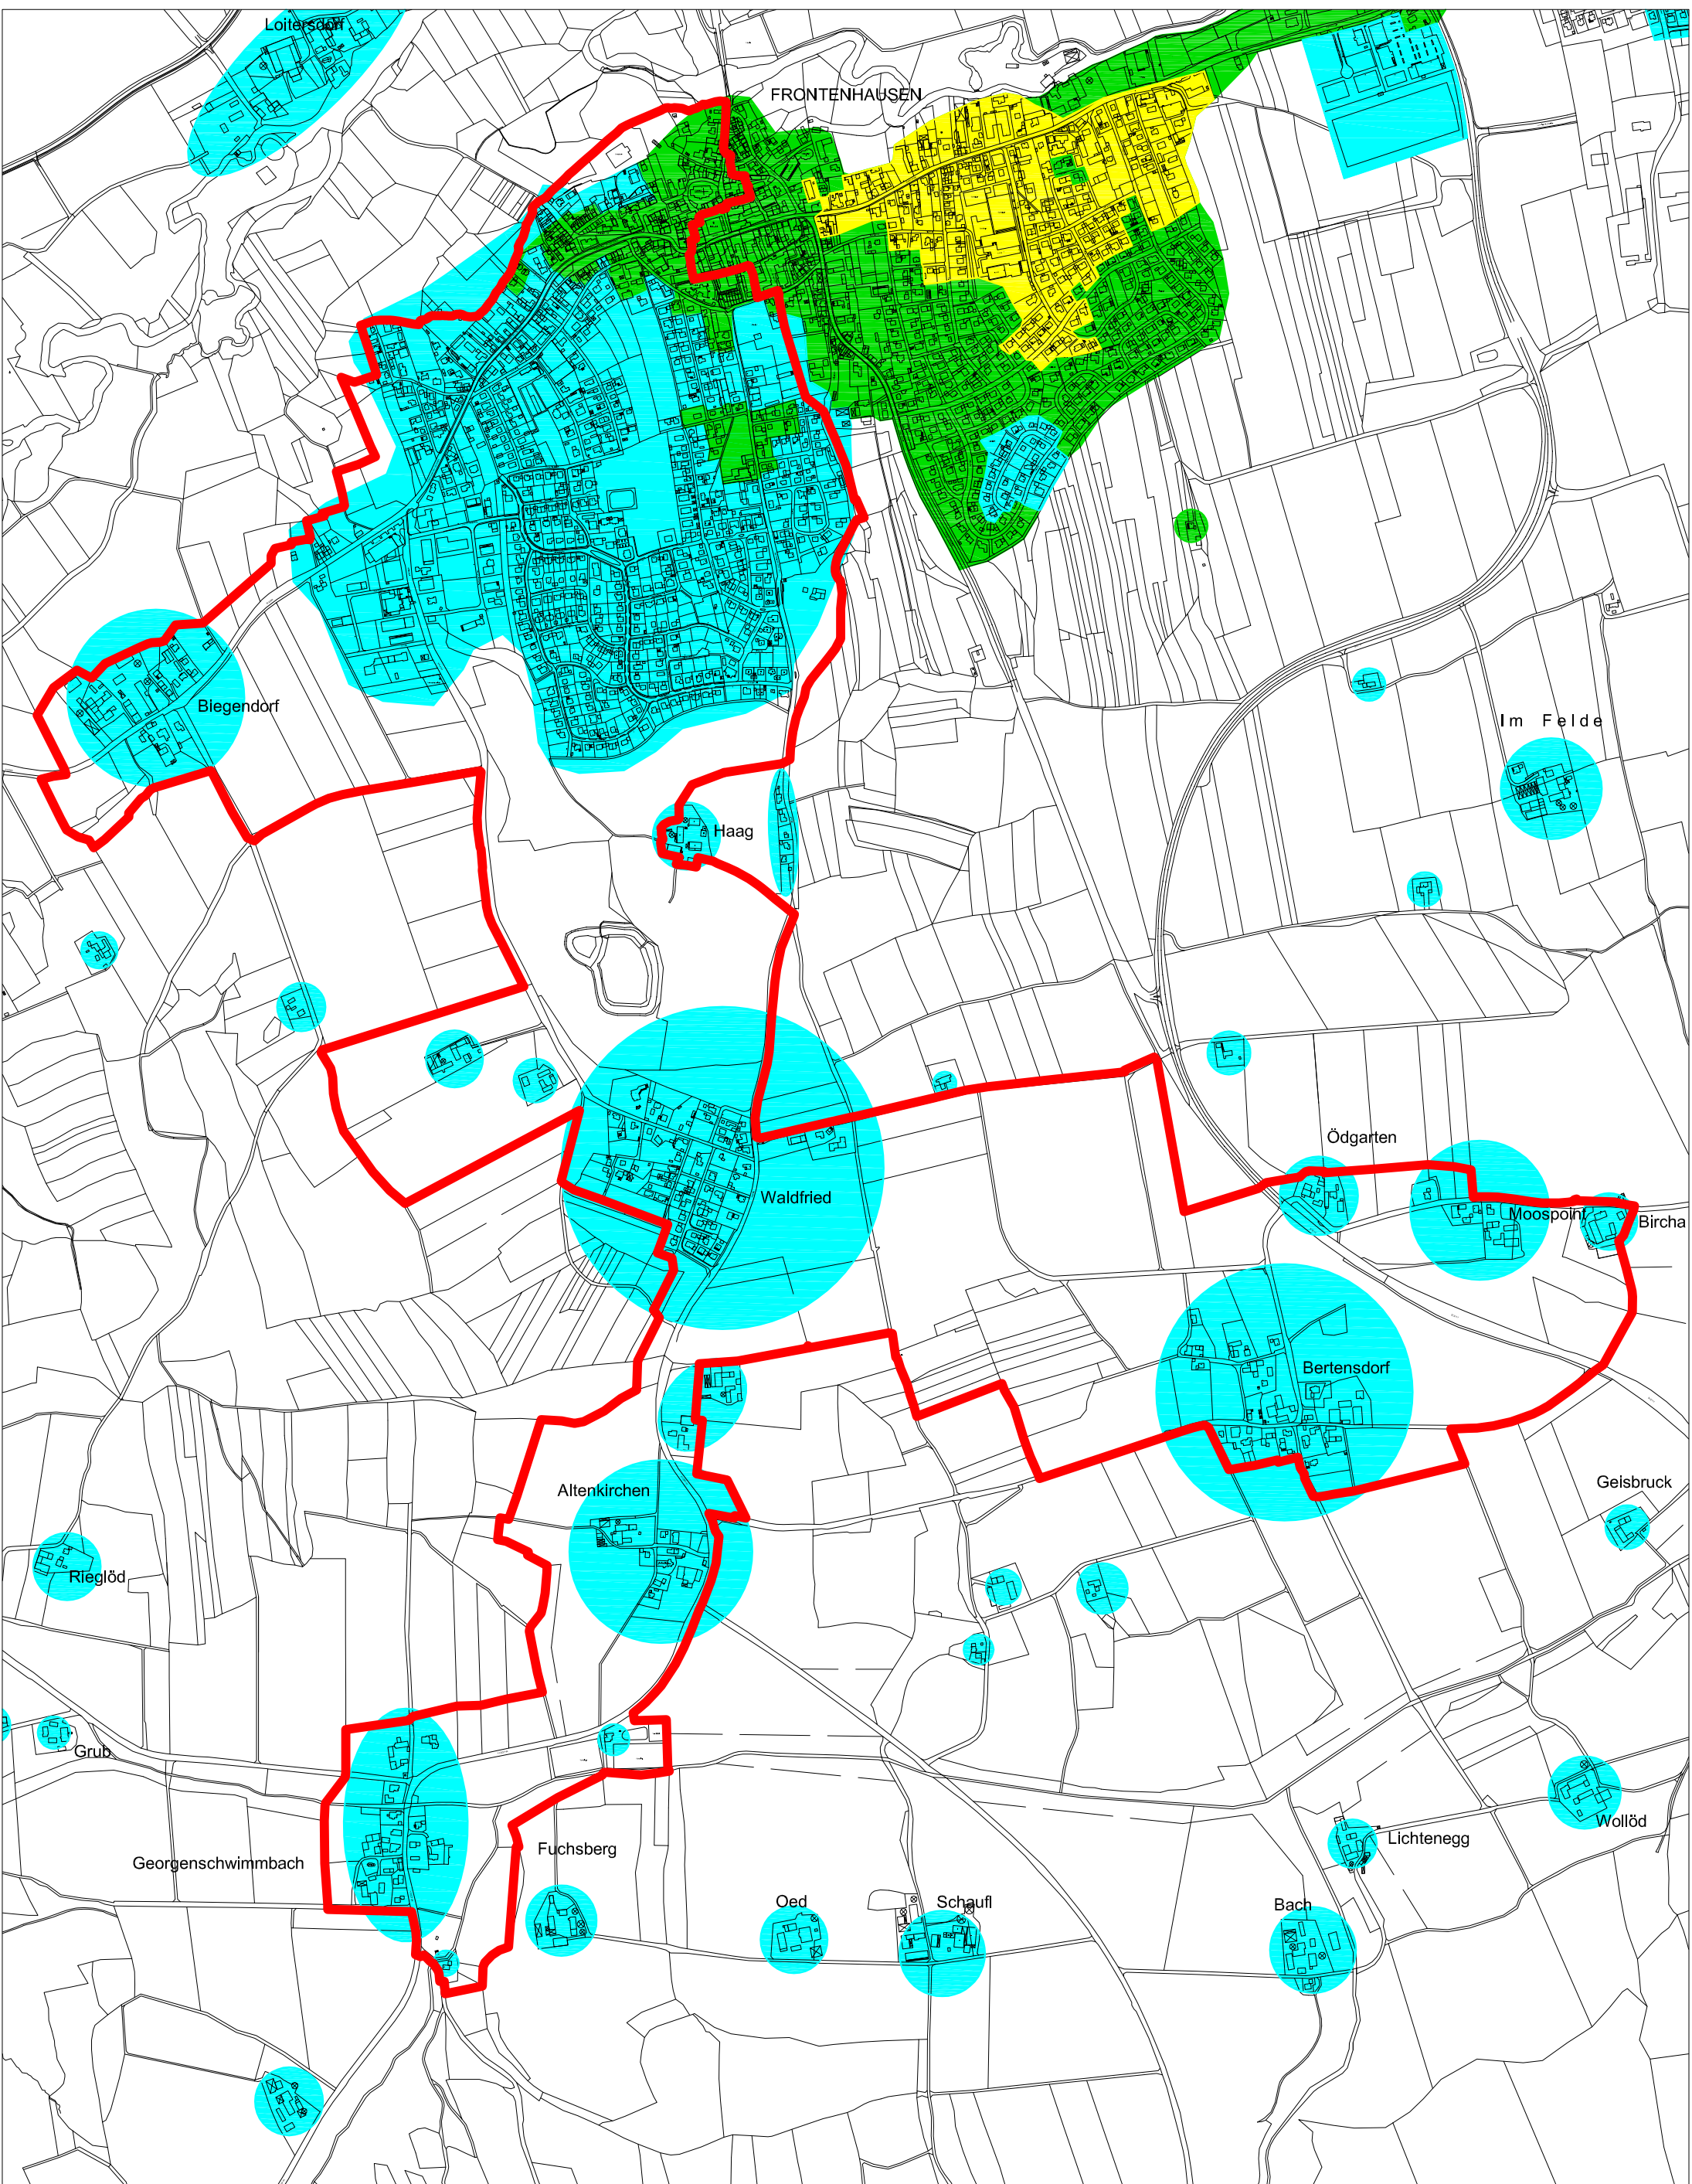 Loitersdorf
FRONTENHAUSEN
Biegendorf
Im Felde
Haag
Ödgarten
Waldfried
Moospoint
Bircha
Bertensdorf
Altenkirchen
Geisbruck
Rieglöd
Grub
Wollöd
Lichtenegg
Fuchsberg
Georgenschwimmbach
Oed
Schaufl
Bach